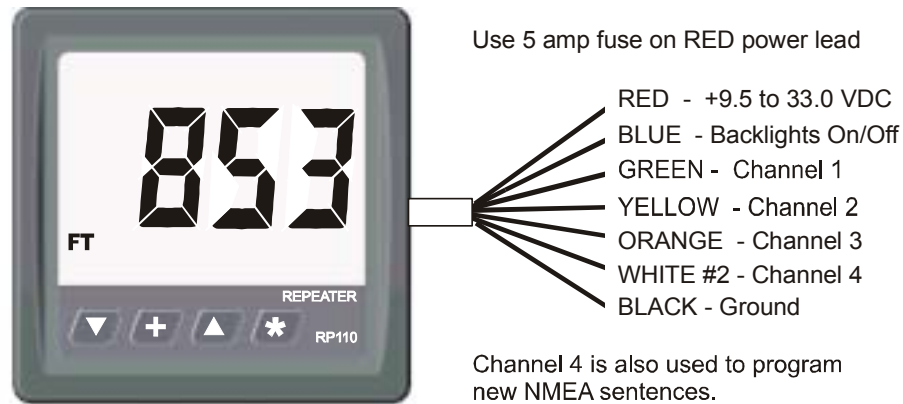 Use 5 amp fuse on RED power lead
853
FT
REPEATER
RP110
RED - +9.5 to 33.0 VDC
BLUE - Backlights On/Off
GREEN - Channel 1
YELLOW - Channel 2
ORANGE - Channel 3
WHITE #2 - Channel 4
BLACK - Ground
Channel 4 is also used to program
new NMEA sentences.